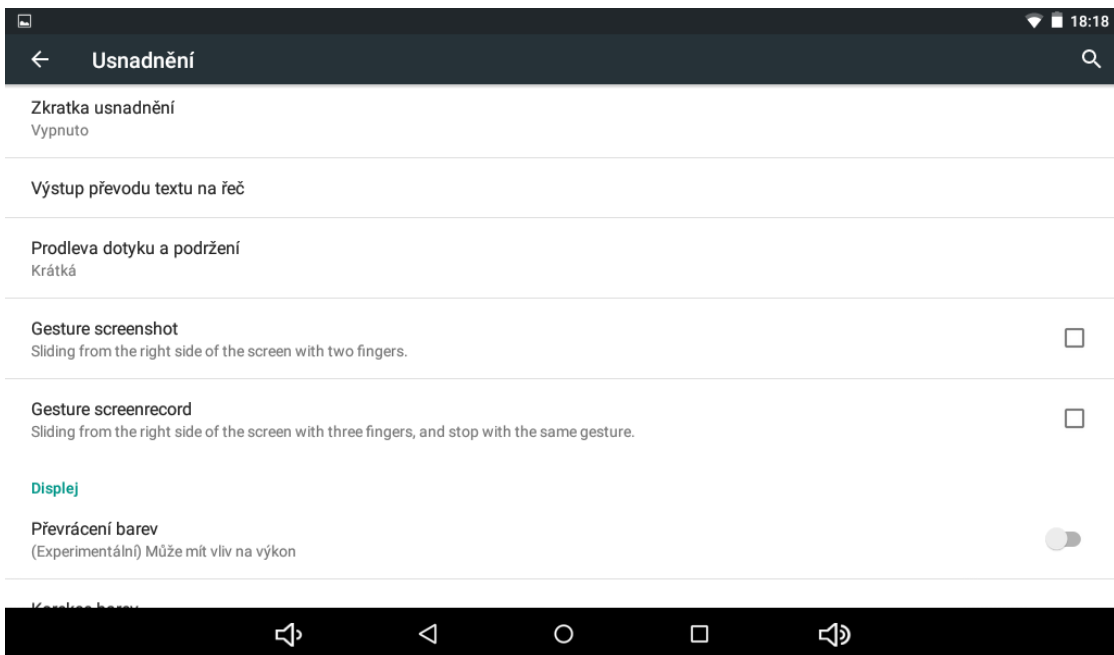 18:18
Usnadnění
Zkratka usnadnění
Vypnuto
Výstup převodu textu na řeč
Prodleva dotyku a podržení
Krátká
Gesture screenshot
Sliding from the right side of the screen with two fingers.
Gesture screenrecord
Sliding from the right side of the screen with three fingers, and stop with the same gesture.
Displej
Převrácení barev
(Experimentální) Může mít vliv na výkon